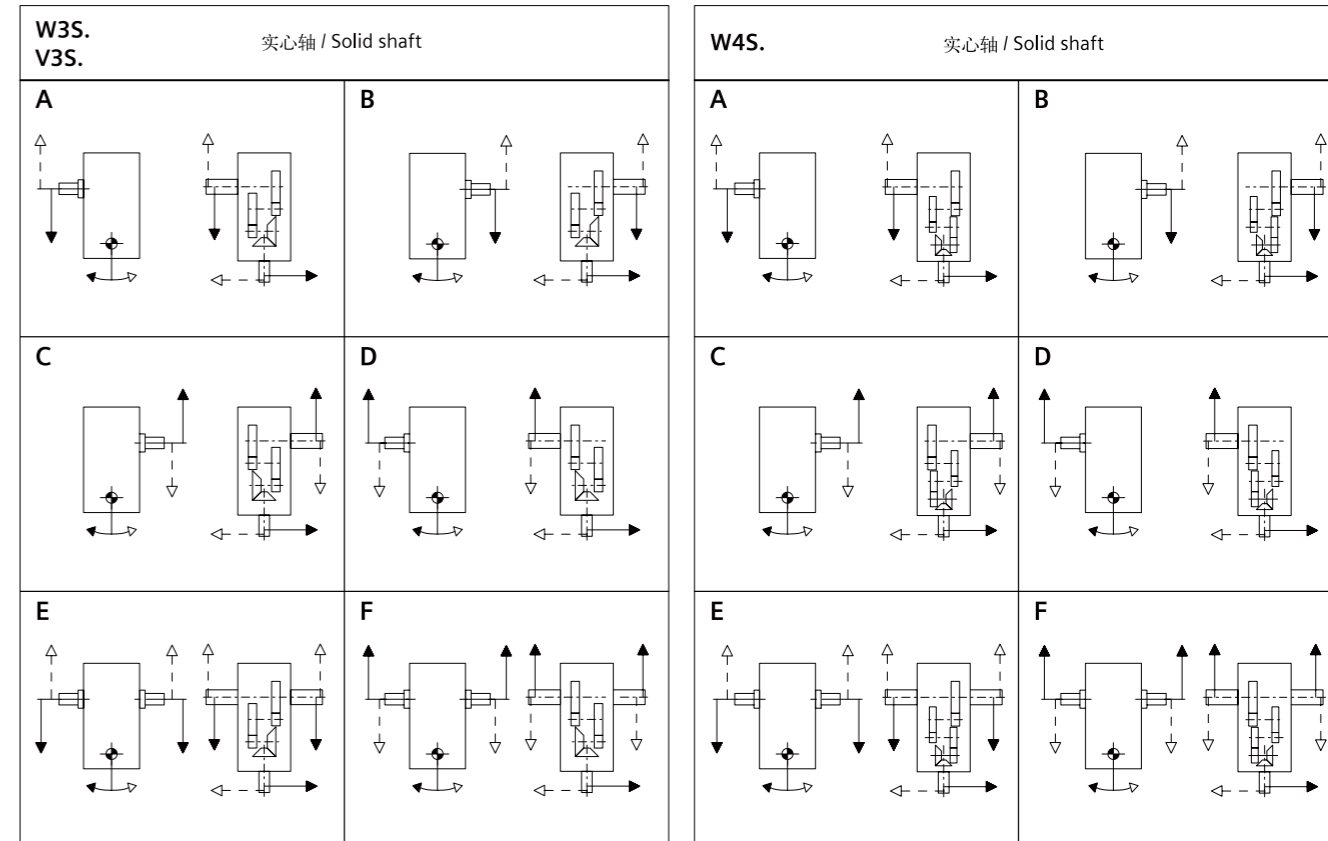 W3S.
V3S.
实心轴 / Solid shaft
A
B
C
D
E
F
W4S.
实心轴 / Solid shaft
A
B
C
D
E
F